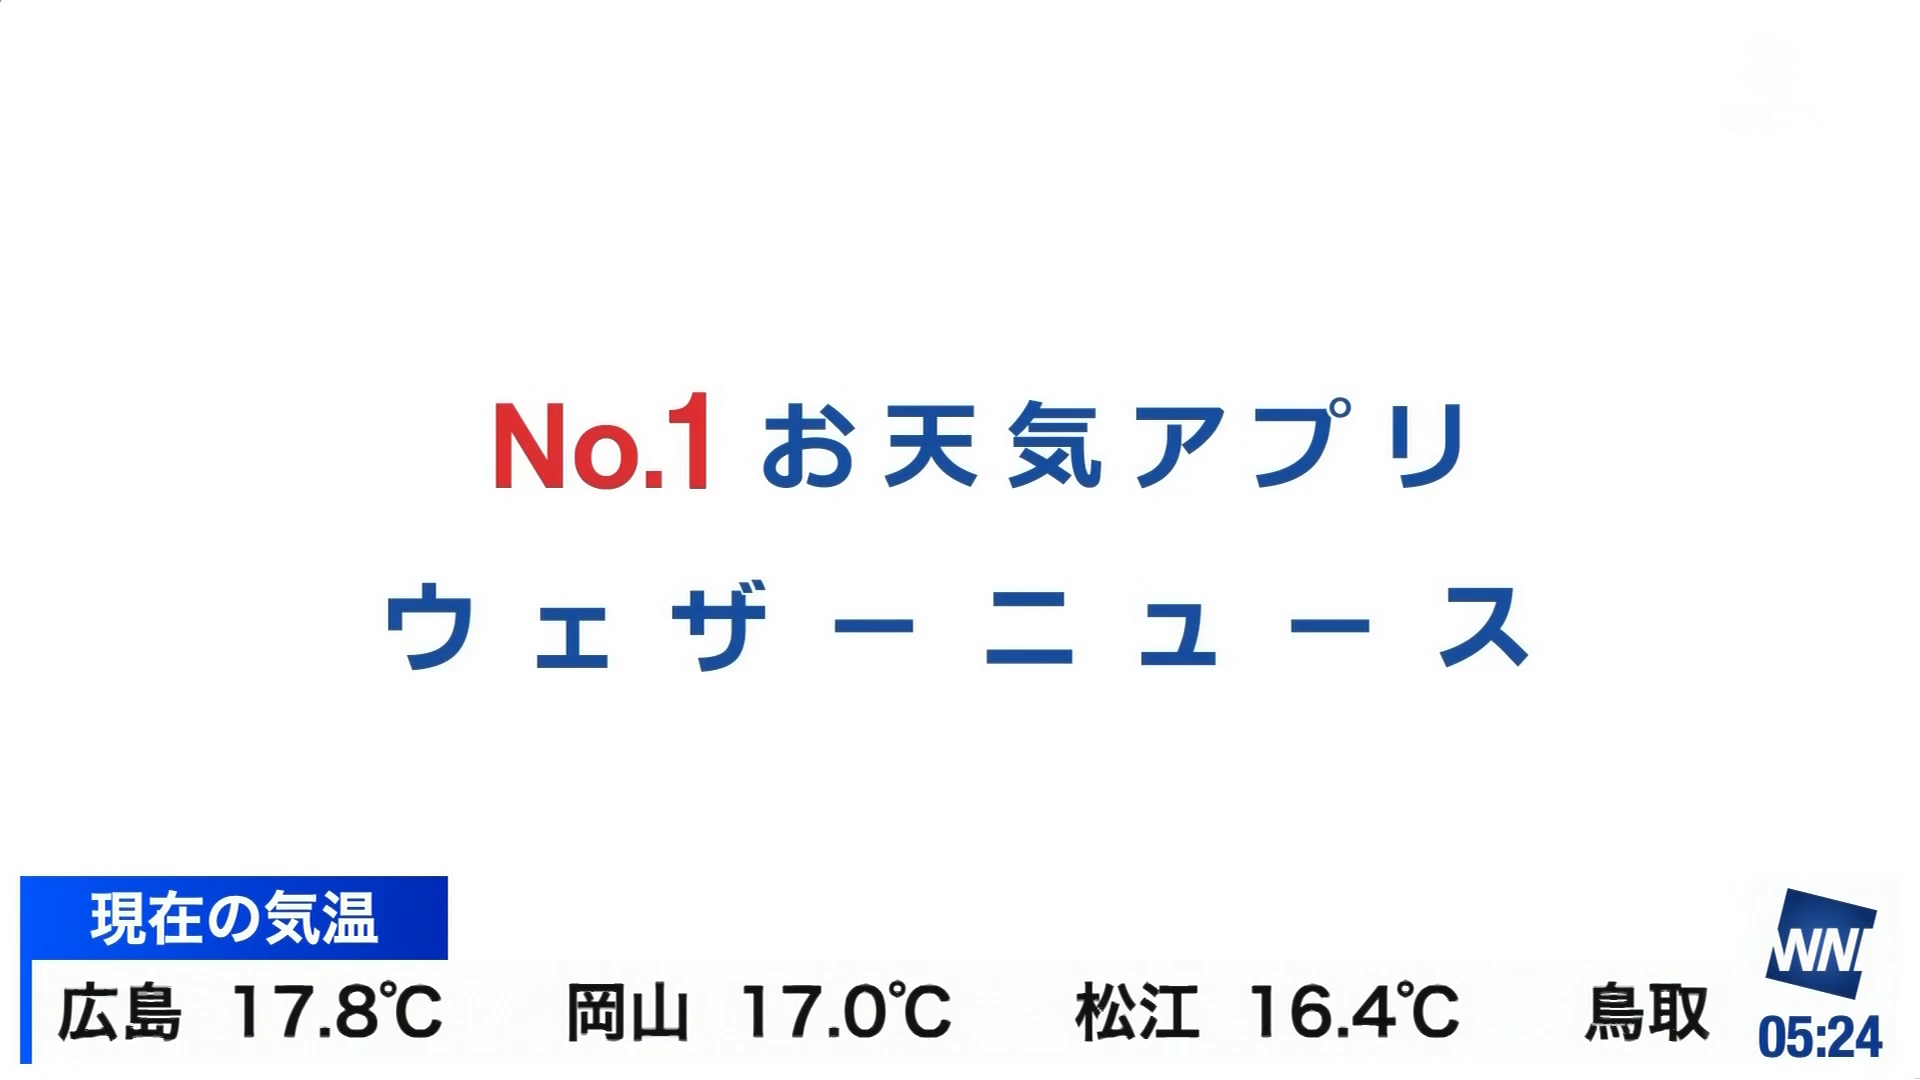 No.1 お天気アプリ
ウェザーニュース
現在の気温
広島 17.8℃ 岡山 17.0℃ 松江 16.4℃ 鳥取
WNI
05:24